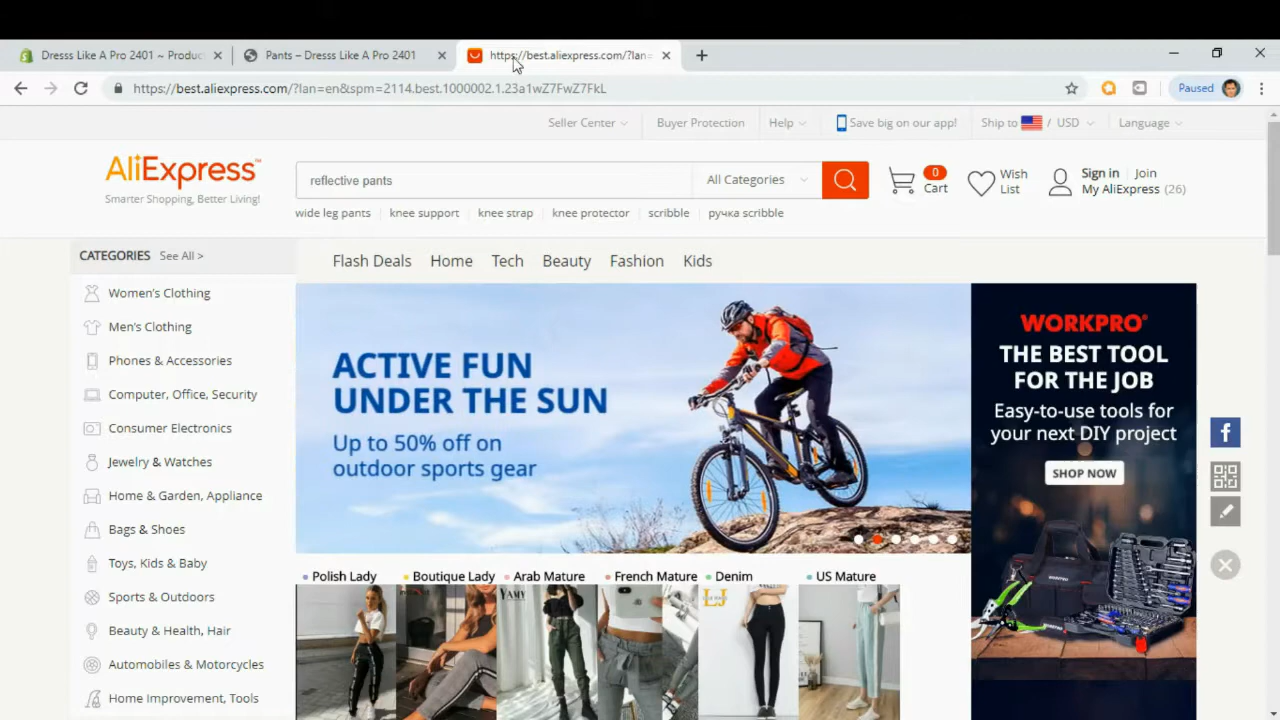 Dresss Like A Pro 2401 ~ Produc
Pants – Dresss Like A Pro 2401
https://best.aliexpress.com/?lan=
https://best.aliexpress.com/?lan=en&spm=2114.best.1000002.1.23a1wZ7FwZ7FkL
Paused
Seller Center
Buyer Protection
Help
Save big on our app!
Ship to / USD
Language
AliExpress™
Smarter Shopping, Better Living!
reflective pants
All Categories
0
Cart
Wish
List
Sign in Join
My AliExpress (26)
wide leg pants
knee support
knee strap
knee protector
scribble
ручка scribble
CATEGORIES See All >
Flash Deals
Home
Tech
Beauty
Fashion
Kids
Women's Clothing
Men's Clothing
Phones & Accessories
Computer, Office, Security
Consumer Electronics
Jewelry & Watches
Home & Garden, Appliance
Bags & Shoes
Toys, Kids & Baby
Sports & Outdoors
Beauty & Health, Hair
Automobiles & Motorcycles
Home Improvement, Tools
ACTIVE FUN
UNDER THE SUN
Up to 50% off on
outdoor sports gear
WORKPRO®
THE BEST TOOL
FOR THE JOB
Easy-to-use tools for
your next DIY project
SHOP NOW
Polish Lady
Boutique Lady
Arab Mature
French Mature
Denim
US Mature
YAMY
LJ